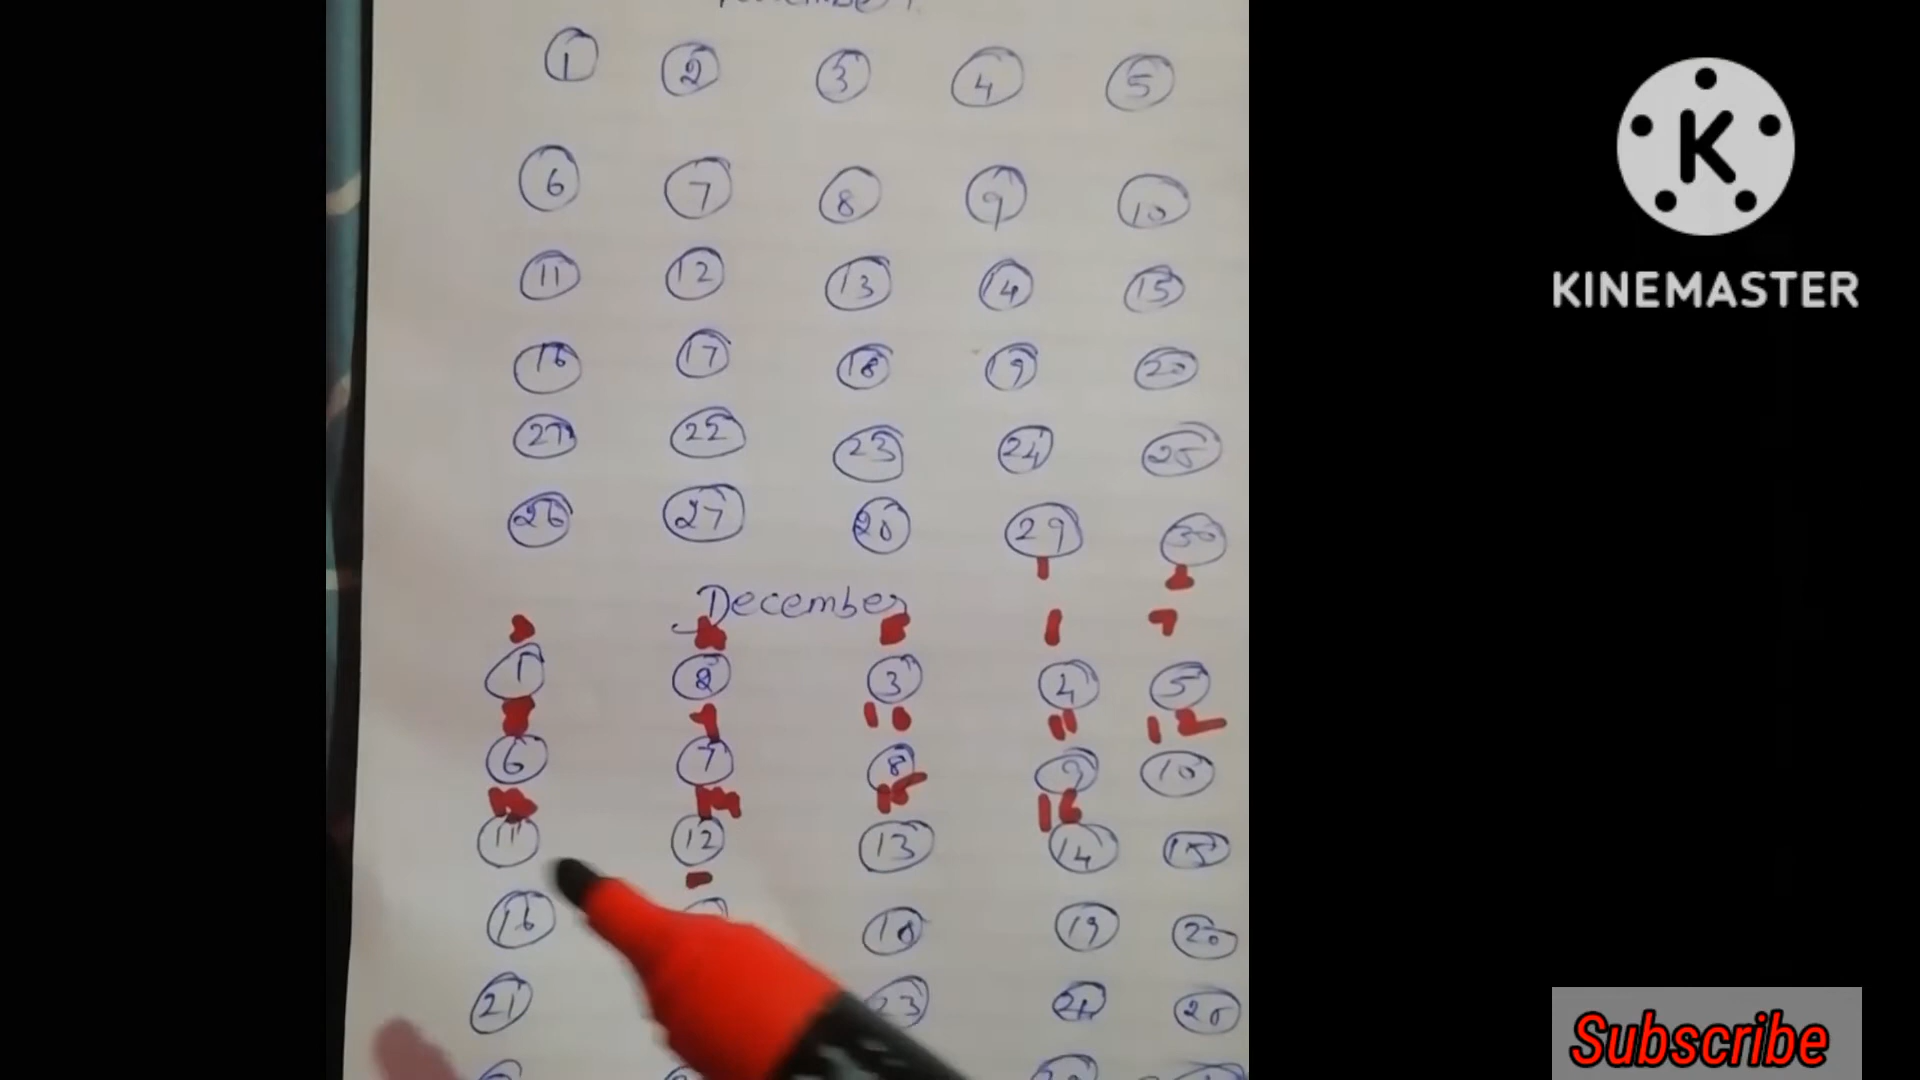 1 2 3 4 5
6 7 8 9 10
11 12 13 14 15
16 17 18 19 20
21 22 23 24 25
26 27 28 29 30
1
December
1 2 3 4 5
10 11 12
6 7 8 9 10
15 16
11 12 13 14 15
16 18 19 20
21 23 24 25
KINEMASTER
Subscribe